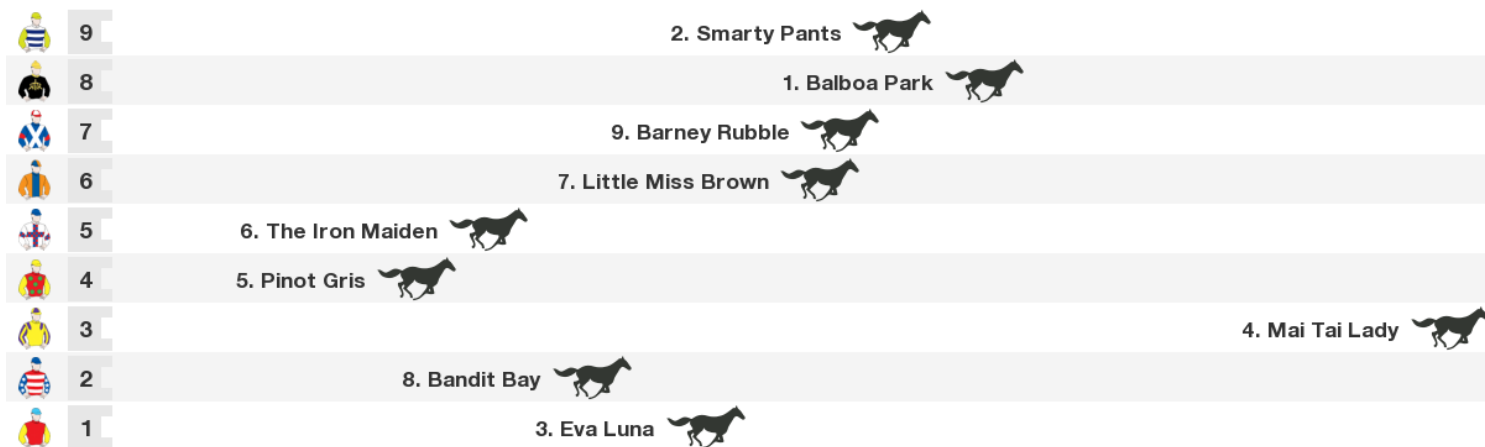 9 2. Smarty Pants
8 1. Balboa Park
7 9. Barney Rubble
6 7. Little Miss Brown
5 6. The Iron Maiden
4 5. Pinot Gris
3 4. Mai Tai Lady
2 8. Bandit Bay
1 3. Eva Luna